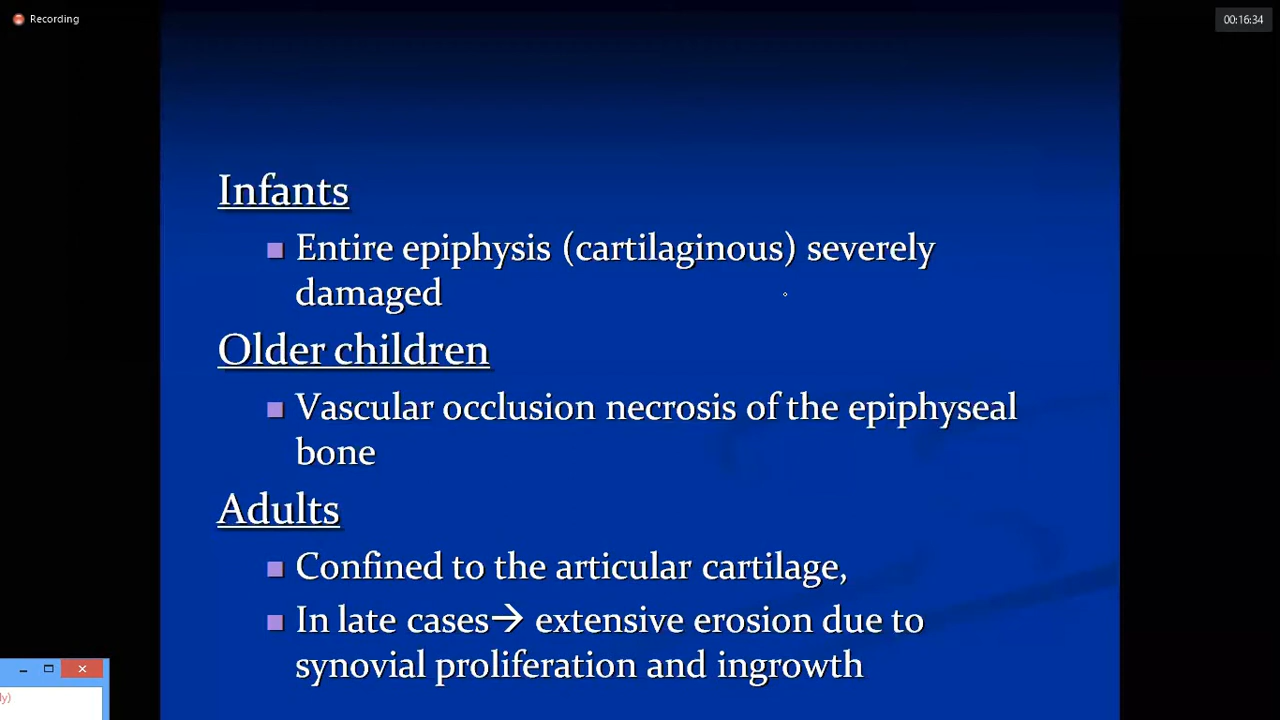 Recording
00:16:34
Infants
Entire epiphysis (cartilaginous) severely
damaged
Older children
Vascular occlusion necrosis of the epiphyseal
bone
Adults
Confined to the articular cartilage,
In late cases→ extensive erosion due to
synovial proliferation and ingrowth
ly)